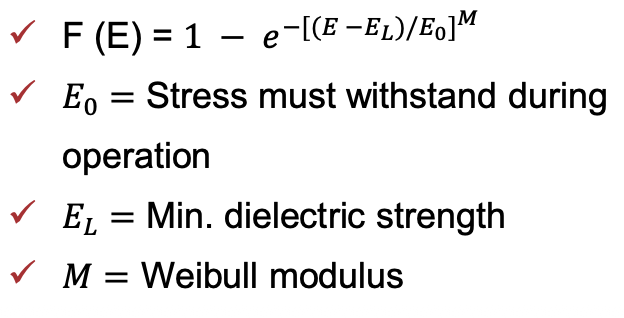 ✓ F (E) = 1 − e^{−[(E −E_L)/E_0]^M}
✓ E_0 = Stress must withstand during
operation
✓ E_L = Min. dielectric strength
✓ M = Weibull modulus